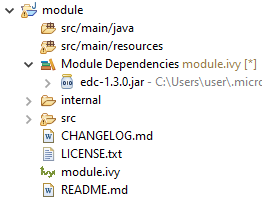 module
src/main/java
src/main/resources
Module Dependencies module.ivy [*]
edc-1.3.0.jar - C:\Users\user\.micro
internal
src
CHANGELOG.md
LICENSE.txt
module.ivy
README.md